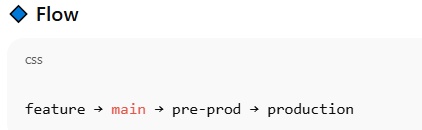 🔷 Flow
css
feature → main → pre-prod → production